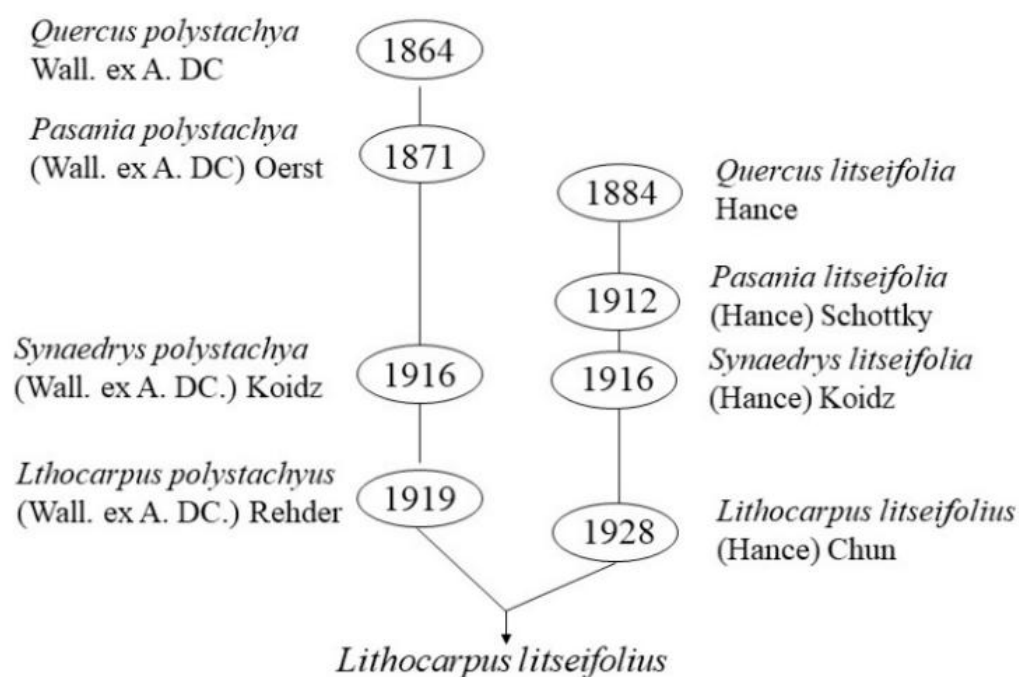 Quercus polystachya
Wall. ex A. DC
1864
Pasania polystachya
(Wall. ex A. DC) Oerst
1871
1884
Quercus litseifolia
Hance
1912
Pasania litseifolia
(Hance) Schottky
Synaedrys polystachya
(Wall. ex A. DC.) Koidz
1916
1916
Synaedrys litseifolia
(Hance) Koidz
Lthocarpus polystachyus
(Wall. ex A. DC.) Rehder
1919
1928
Lithocarpus litseifolius
(Hance) Chun
Lithocarpus litseifolius